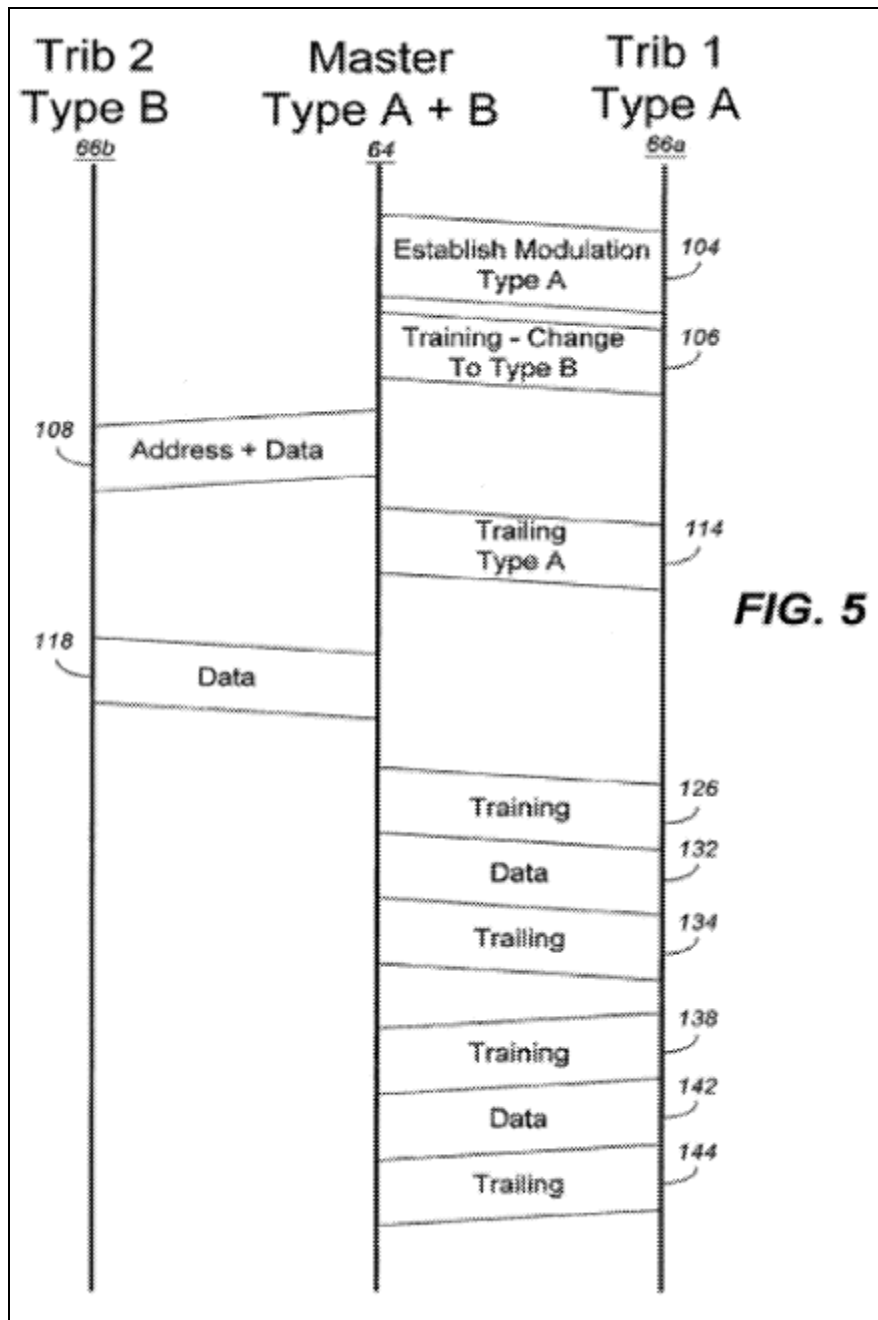 Trib 2
Type B
66b
Master
Type A + B
64
Trib 1
Type A
66a
Establish Modulation
Type A
104
Training - Change
To Type B
106
108
Address + Data
Trailing
Type A
114
FIG. 5
118
Data
Training
126
Data
132
Trailing
134
Training
138
Data
142
Trailing
144